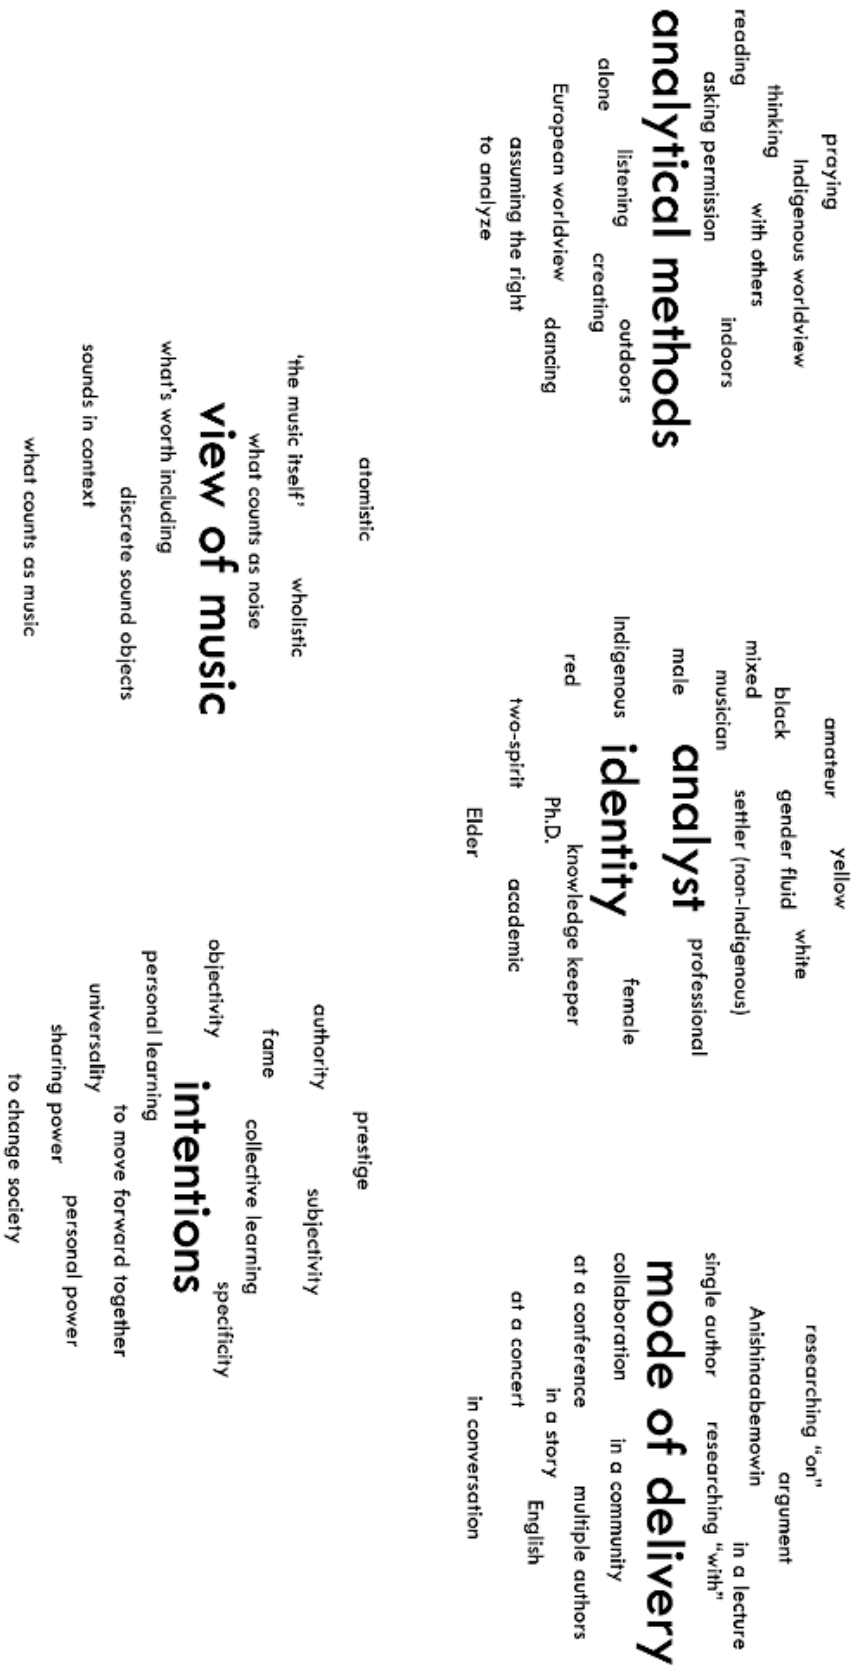 praying
Indigenous worldview
thinking
with others
reading
indoors
asking permission
analytical methods
listening
outdoors
alone
creating
European worldview
dancing
assuming the right
to analyze
yellow
amateur
white
black
gender fluid
mixed
settler (non-Indigenous)
musician
professional
male
analyst
Indigenous
identity
female
red
knowledge keeper
Ph.D.
two-spirit
academic
Elder
researching “on”
argument
Anishinaabemowin
in a lecture
single author
researching “with”
mode of delivery
collaboration
in a community
at a conference
multiple authors
in a story
English
at a concert
in conversation
atomistic
‘the music itself’
wholistic
what counts as noise
view of music
what's worth including
discrete sound objects
sounds in context
what counts as music
prestige
authority
subjectivity
fame
collective learning
objectivity
specificity
intentions
personal learning
to move forward together
universality
personal power
sharing power
to change society